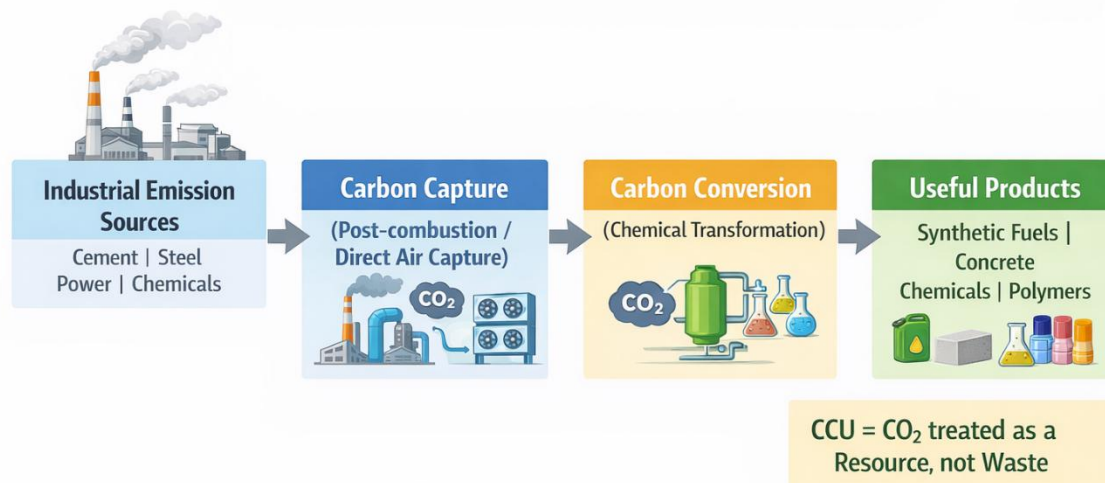 Industrial Emission
Sources
Cement | Steel
Power | Chemicals
Carbon Capture
(Post-combustion /
Direct Air Capture)
CO₂
Carbon Conversion
(Chemical Transformation)
CO₂
Useful Products
Synthetic Fuels |
Concrete
Chemicals | Polymers
CCU = CO₂ treated as a
Resource, not Waste